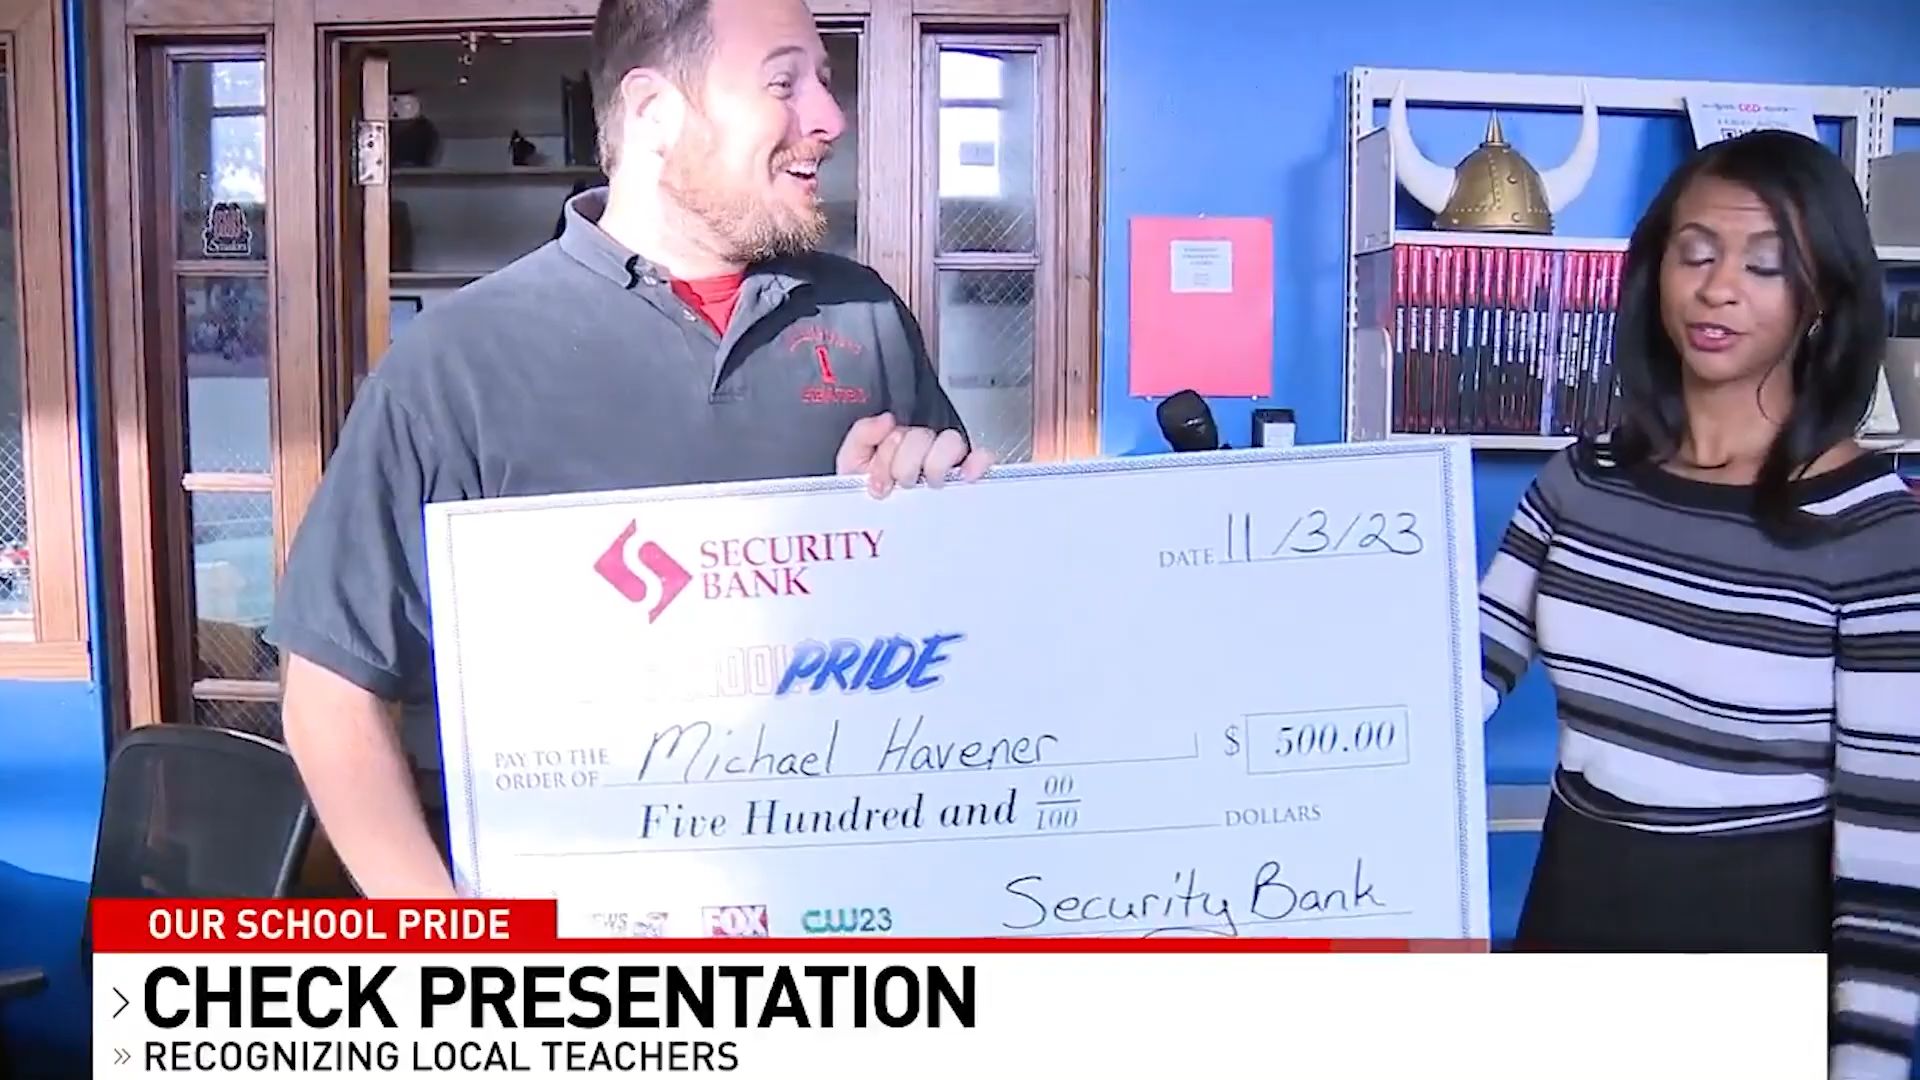 SECURITY
BANK
DATE 11/3/23
PRIDE
PAY TO THE
ORDER OF Michael Havener $ 500.00
Five Hundred and 00/100 DOLLARS
FOX CW23 Security Bank
OUR SCHOOL PRIDE
› CHECK PRESENTATION
» RECOGNIZING LOCAL TEACHERS